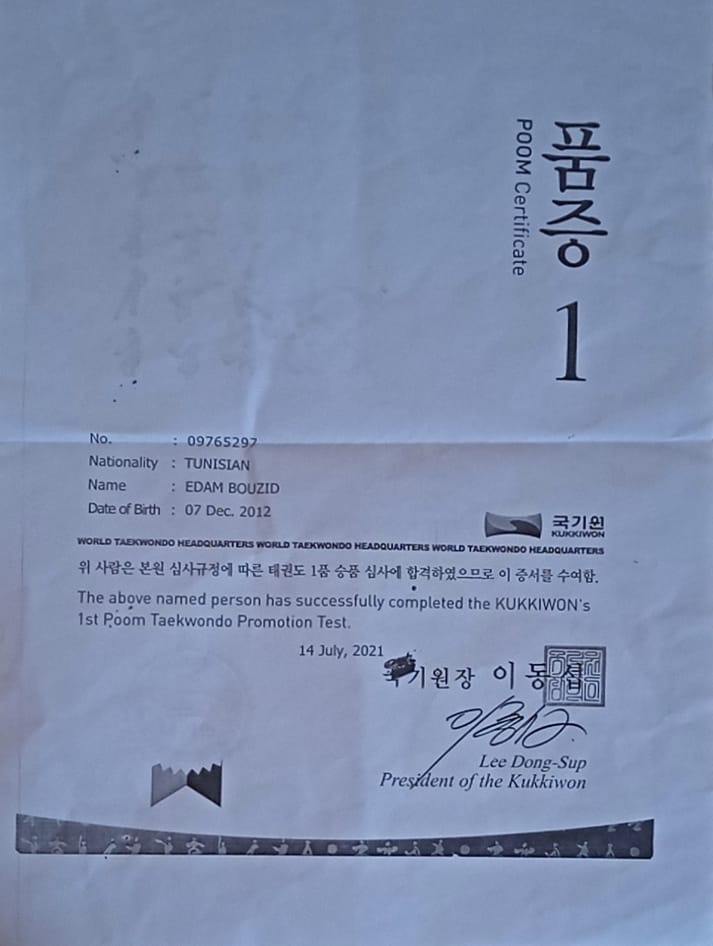 품증
POOM Certificate
1
No. : 09765297
Nationality : TUNISIAN
Name : EDAM BOUZID
Date of Birth : 07 Dec. 2012
국기원
KUKKIWON
WORLD TAEKWONDO HEADQUARTERS WORLD TAEKWONDO HEADQUARTERS WORLD TAEKWONDO HEADQUARTERS
위 사람은 본원 심사규정에 따른 태권도 1품 승품 심사에 합격하였으므로 이 증서를 수여함.
The above named person has successfully completed the KUKKIWON's
1st Poom Taekwondo Promotion Test.
14 July, 2021
국기원장 이동섭
Lee Dong-Sup
President of the Kukkiwon